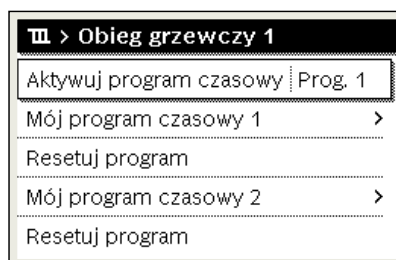 > Obieg grzewczy 1
Aktywuj program czasowy Prog. 1
Mój program czasowy 1 >
Resetuj program
Mój program czasowy 2 >
Resetuj program